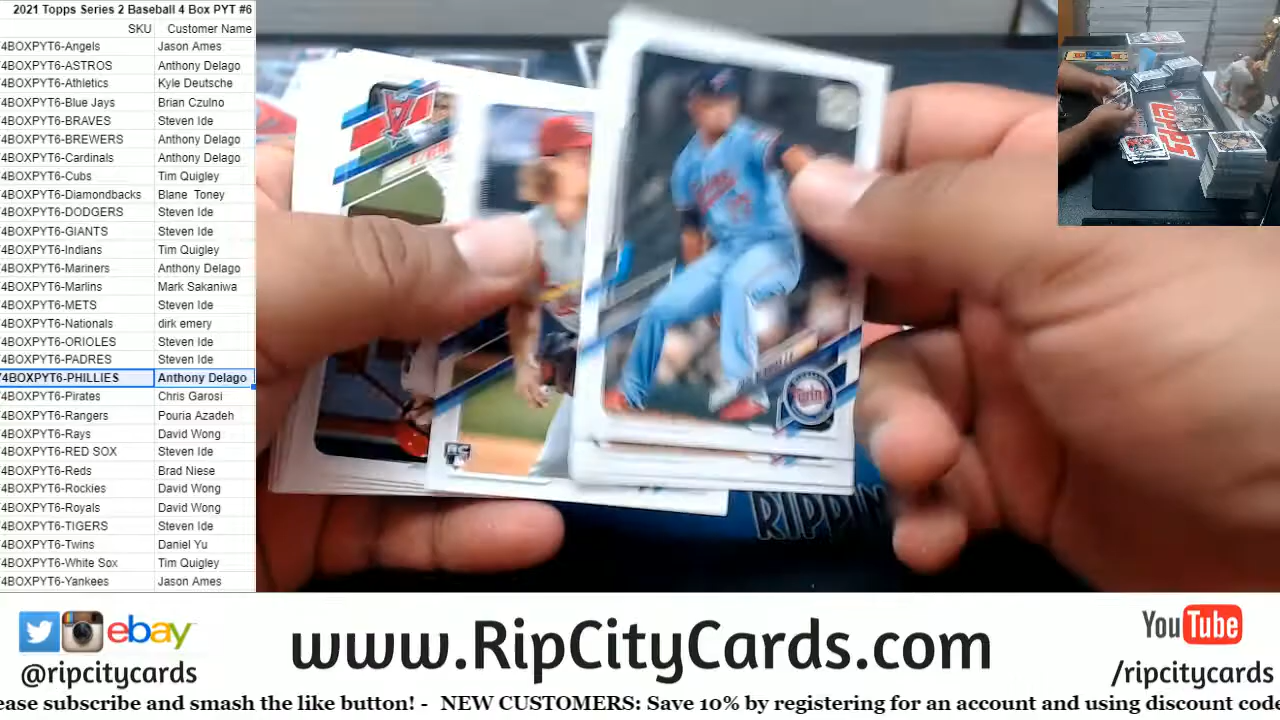 2021 Topps Series 2 Baseball 4 Box PYT #6
SKU Customer Name
4BOXPYT6-Angels Jason Ames
4BOXPYT6-ASTROS Anthony Delago
4BOXPYT6-Athletics Kyle Deutsche
4BOXPYT6-Blue Jays Brian Czulno
4BOXPYT6-BRAVES Steven Ide
4BOXPYT6-BREWERS Anthony Delago
4BOXPYT6-Cardinals Anthony Delago
4BOXPYT6-Cubs Tim Quigley
4BOXPYT6-Diamondbacks Blane Toney
4BOXPYT6-DODGERS Steven Ide
4BOXPYT6-GIANTS Steven Ide
4BOXPYT6-Indians Tim Quigley
4BOXPYT6-Mariners Anthony Delago
4BOXPYT6-Marlins Mark Sakaniwa
4BOXPYT6-METS Steven Ide
4BOXPYT6-Nationals dirk emery
4BOXPYT6-ORIOLES Steven Ide
4BOXPYT6-PADRES Steven Ide
4BOXPYT6-PHILLIES Anthony Delago
4BOXPYT6-Pirates Chris Garosi
4BOXPYT6-Rangers Pouria Azadeh
4BOXPYT6-Rays David Wong
4BOXPYT6-RED SOX Steven Ide
4BOXPYT6-Reds Brad Niese
4BOXPYT6-Rockies David Wong
4BOXPYT6-Royals David Wong
4BOXPYT6-TIGERS Steven Ide
4BOXPYT6-Twins Daniel Yu
4BOXPYT6-White Sox Tim Quigley
4BOXPYT6-Yankees Jason Ames
Twins
RC
RIPPIN
ebay
@ripcitycards
www.RipCityCards.com
YouTube
/ripcitycards
ease subscribe and smash the like button! - NEW CUSTOMERS: Save 10% by registering for an account and using discount code